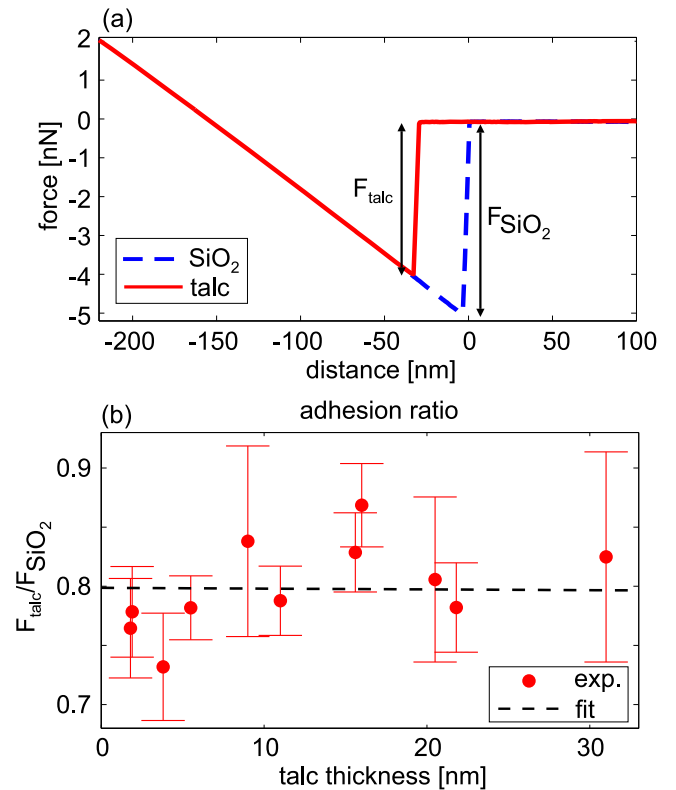 (a)
2
1
0
-1
-2
-3
-4
-5
force [nN]
F_talc
F_SiO₂
SiO₂
talc
-200 -150 -100 -50 0 50 100
distance [nm]
(b) adhesion ratio
0.9
0.8
0.7
F_talc/F_SiO₂
exp.
fit
0 10 20 30
talc thickness [nm]